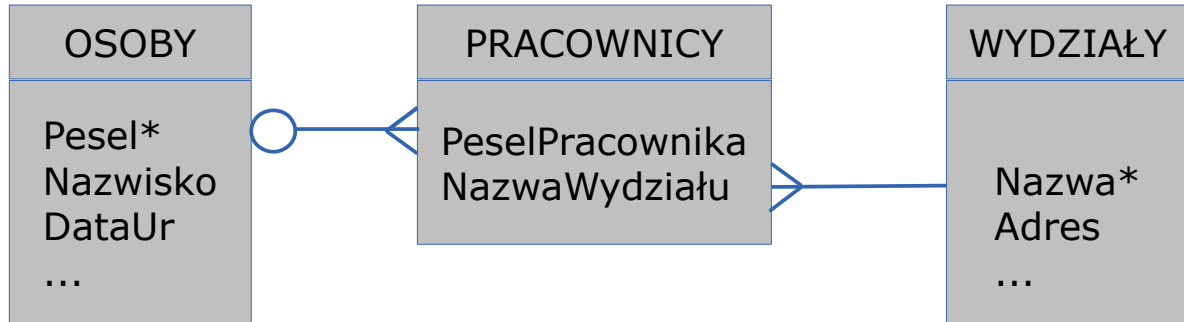 OSOBY
Pesel*
Nazwisko
DataUr
...
PRACOWNICY
PeselPracownika
NazwaWydziału
WYDZIAŁY
Nazwa*
Adres
...